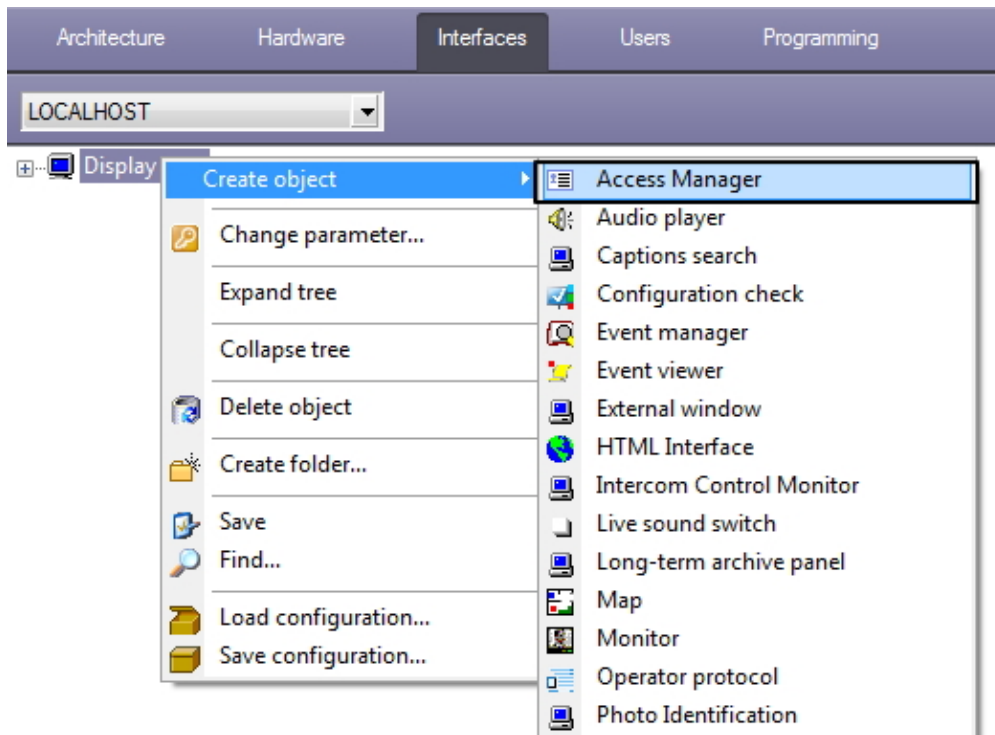 Architecture Hardware Interfaces Users Programming
LOCALHOST
Display
Create object
Change parameter...
Expand tree
Collapse tree
Delete object
Create folder...
Save
Find...
Load configuration...
Save configuration...
Access Manager
Audio player
Captions search
Configuration check
Event manager
Event viewer
External window
HTML Interface
Intercom Control Monitor
Live sound switch
Long-term archive panel
Map
Monitor
Operator protocol
Photo Identification